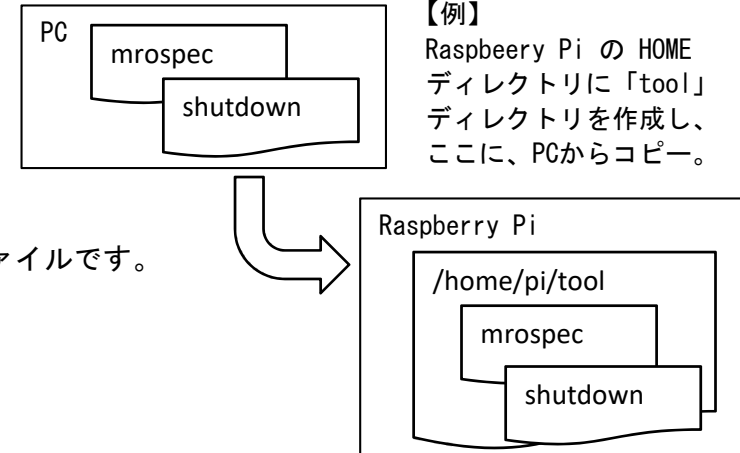 PC
mrospec
shutdown
【例】
Raspbeery Pi の HOME
ディレクトリに「tool」
ディレクトリを作成し、
ここに、PCからコピー。
ァイルです。
Raspberry Pi
/home/pi/tool
mrospec
shutdown